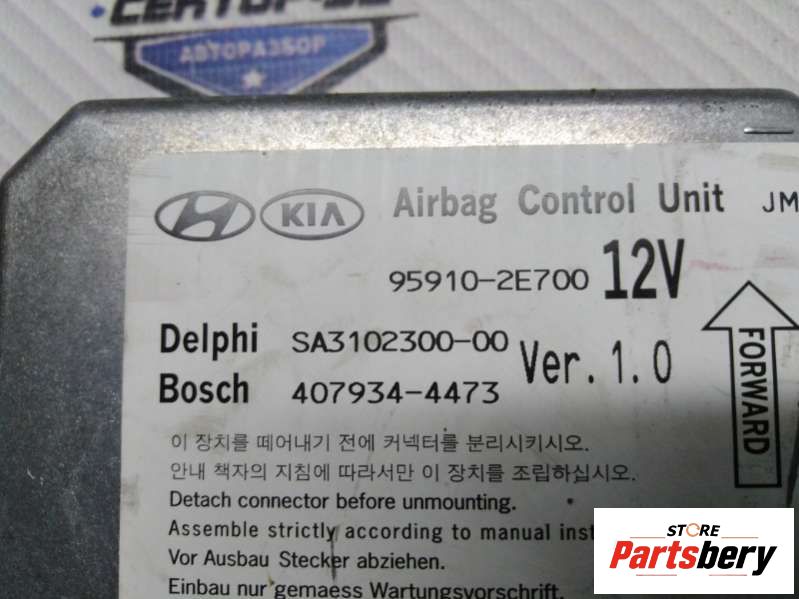 АВТОРАЗБОР
KIA Airbag Control Unit JM
95910-2E700 12V
Delphi SA3102300-00 Ver. 1.0
Bosch 407934-4473
FORWARD
이 장치를 떼어내기 전에 커넥터를 분리시키시오.
안내 책자의 지침에 따라서만 이 장치를 조립하십시오.
Detach connector before unmounting.
Assemble strictly according to manual
Vor Ausbau Stecker abziehen.
Einbau nur gemaess Wartungsvorschrift.
STORE
Partsbery